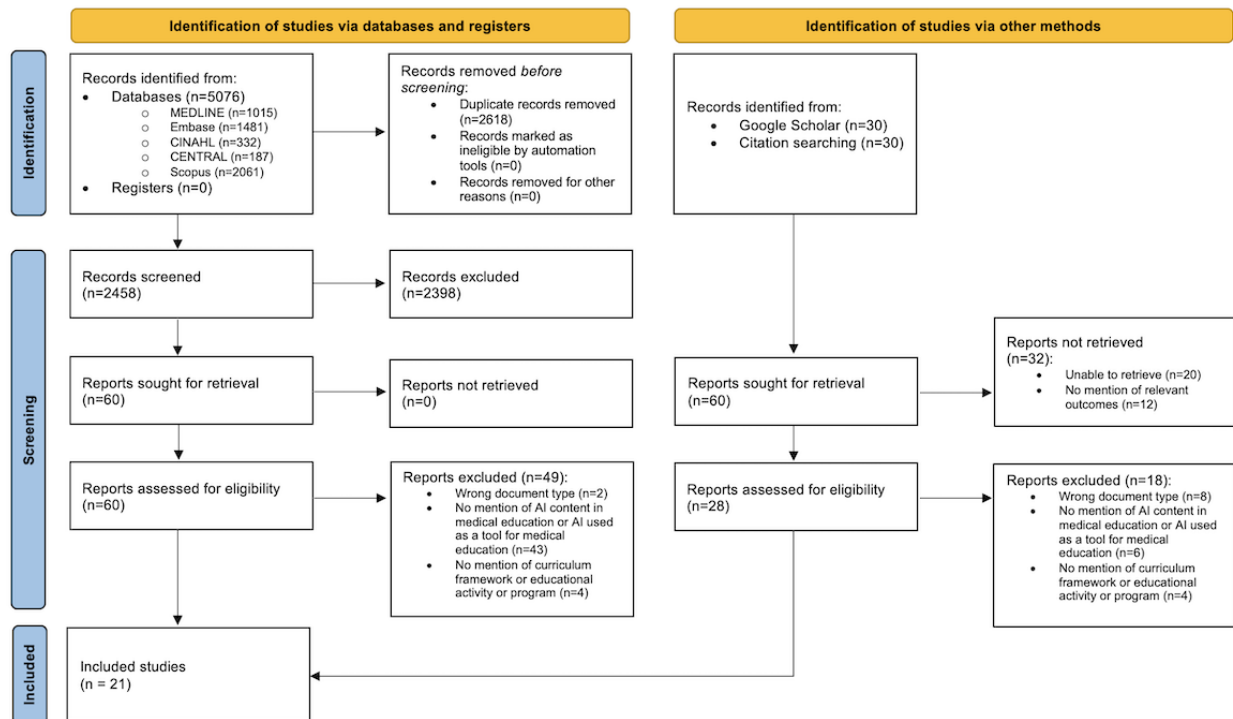 Identification of studies via databases and registers
Identification of studies via other methods
Identification
Records identified from:
• Databases (n=5076)
○ MEDLINE (n=1015)
○ Embase (n=1481)
○ CINAHL (n=332)
○ CENTRAL (n=187)
○ Scopus (n=2061)
• Registers (n=0)
Records removed before
screening:
• Duplicate records removed
(n=2618)
• Records marked as
ineligible by automation
tools (n=0)
• Records removed for other
reasons (n=0)
Records identified from:
• Google Scholar (n=30)
• Citation searching (n=30)
Screening
Records screened
(n=2458)
Records excluded
(n=2398)
Reports sought for retrieval
(n=60)
Reports not retrieved
(n=0)
Reports sought for retrieval
(n=60)
Reports not retrieved
(n=32):
• Unable to retrieve (n=20)
• No mention of relevant
outcomes (n=12)
Reports assessed for eligibility
(n=60)
Reports excluded (n=49):
• Wrong document type (n=2)
• No mention of AI content in
medical education or AI used
as a tool for medical
education (n=43)
• No mention of curriculum
framework or educational
activity or program (n=4)
Reports assessed for eligibility
(n=28)
Reports excluded (n=18):
• Wrong document type (n=8)
• No mention of AI content in
medical education or AI used
as a tool for medical education
(n=6)
• No mention of curriculum
framework or educational
activity or program (n=4)
Included
Included studies
(n = 21)